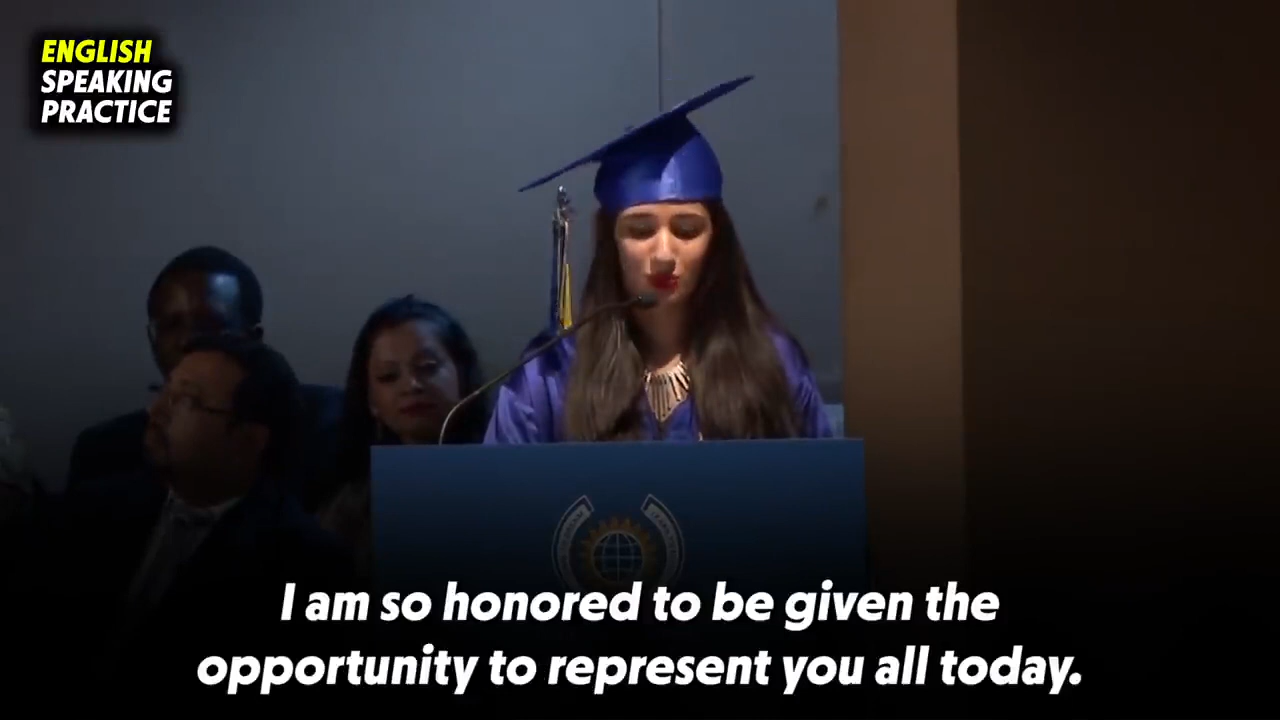 ENGLISH
SPEAKING
PRACTICE
I am so honored to be given the
opportunity to represent you all today.